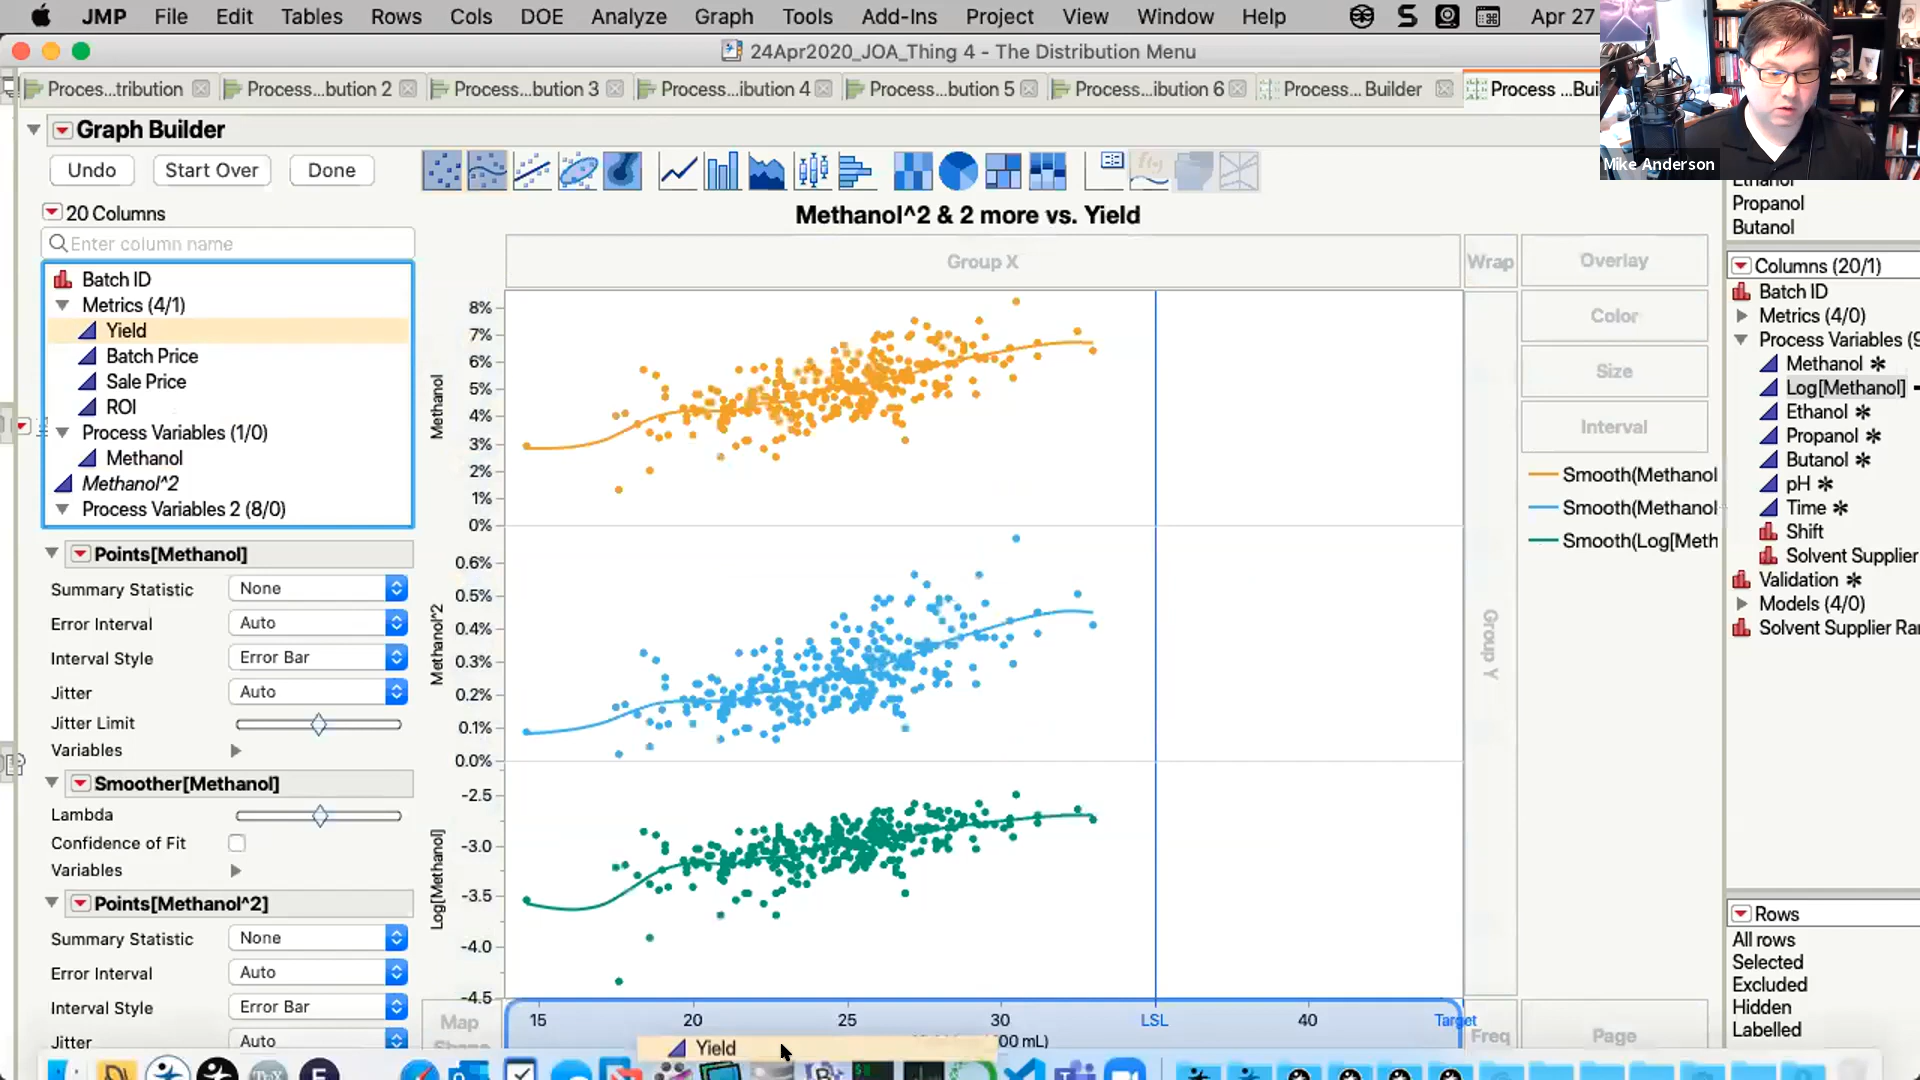 JMP File Edit Tables Rows Cols DOE Analyze Graph Tools Add-Ins Project View Window Help Apr 27
24Apr2020_JOA_Thing 4 - The Distribution Menu
Proces...tribution Process...bution 2 Process...bution 3 Process...ibution 4 Process...bution 5 Process...ibution 6 Process... Builder Process ...Bui
Mike Anderson
Graph Builder
Undo Start Over Done
20 Columns
Enter column name
Batch ID
Metrics (4/1)
Yield
Batch Price
Sale Price
ROI
Process Variables (1/0)
Methanol
Methanol^2
Process Variables 2 (8/0)
Points[Methanol]
Summary Statistic None
Error Interval Auto
Interval Style Error Bar
Jitter Auto
Jitter Limit
Variables
Smoother[Methanol]
Lambda
Confidence of Fit
Variables
Points[Methanol^2]
Summary Statistic None
Error Interval Auto
Interval Style Error Bar
Jitter Auto
Methanol^2 & 2 more vs. Yield
Group X
Wrap
Overlay
Color
Size
Interval
Methanol
8%
7%
6%
5%
4%
3%
2%
1%
0%
Methanol^2
0.6%
0.5%
0.4%
0.3%
0.2%
0.1%
0.0%
Log[Methanol]
-2.5
-3.0
-3.5
-4.0
-4.5
15 20 25 30 LSL 40 Target
00 mL)
Yield
Map
Shape
Group Y
Freq
Page
Smooth(Methanol
Smooth(Methanol
Smooth(Log[Meth
Ethanol
Propanol
Butanol
Columns (20/1)
Batch ID
Metrics (4/0)
Process Variables (9
Methanol *
Log[Methanol]
Ethanol *
Propanol *
Butanol *
pH *
Time *
Shift
Solvent Supplier
Validation *
Models (4/0)
Solvent Supplier Ra
Rows
All rows
Selected
Excluded
Hidden
Labelled